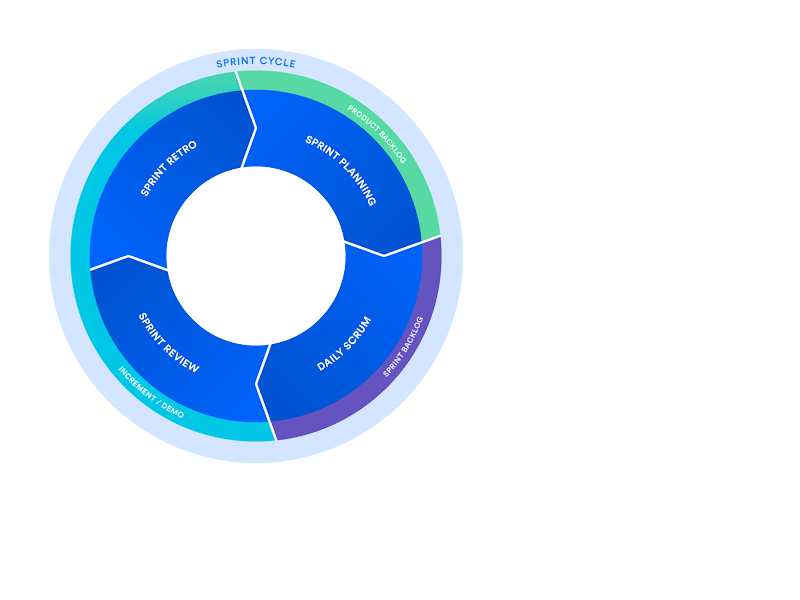 SPRINT CYCLE
PRODUCT BACKLOG
SPRINT PLANNING
SPRINT RETRO
DAILY SCRUM
SPRINT BACKLOG
SPRINT REVIEW
INCREMENT / DEMO